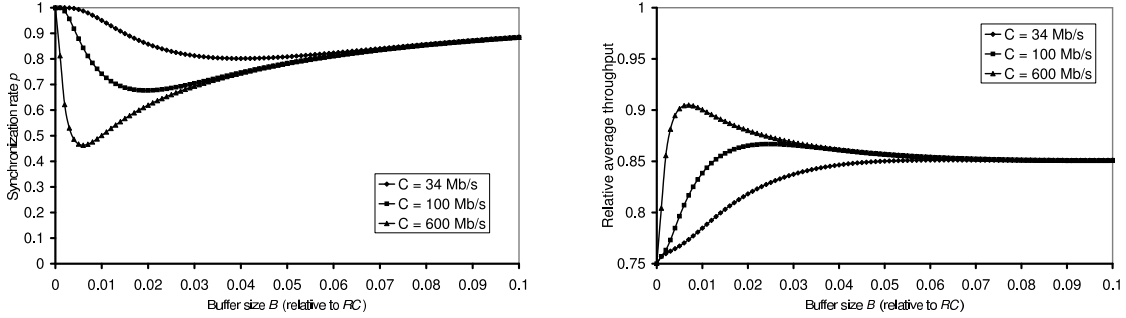 Synchronization rate p
1
0.9
0.8
0.7
0.6
0.5
0.4
0.3
0.2
0.1
0
0 0.01 0.02 0.03 0.04 0.05 0.06 0.07 0.08 0.09 0.1
Buffer size B (relative to RC)
C = 34 Mb/s
C = 100 Mb/s
C = 600 Mb/s
Relative average throughput
1
0.95
0.9
0.85
0.8
0.75
0 0.01 0.02 0.03 0.04 0.05 0.06 0.07 0.08 0.09 0.1
Buffer size B (relative to RC)
C = 34 Mb/s
C = 100 Mb/s
C = 600 Mb/s